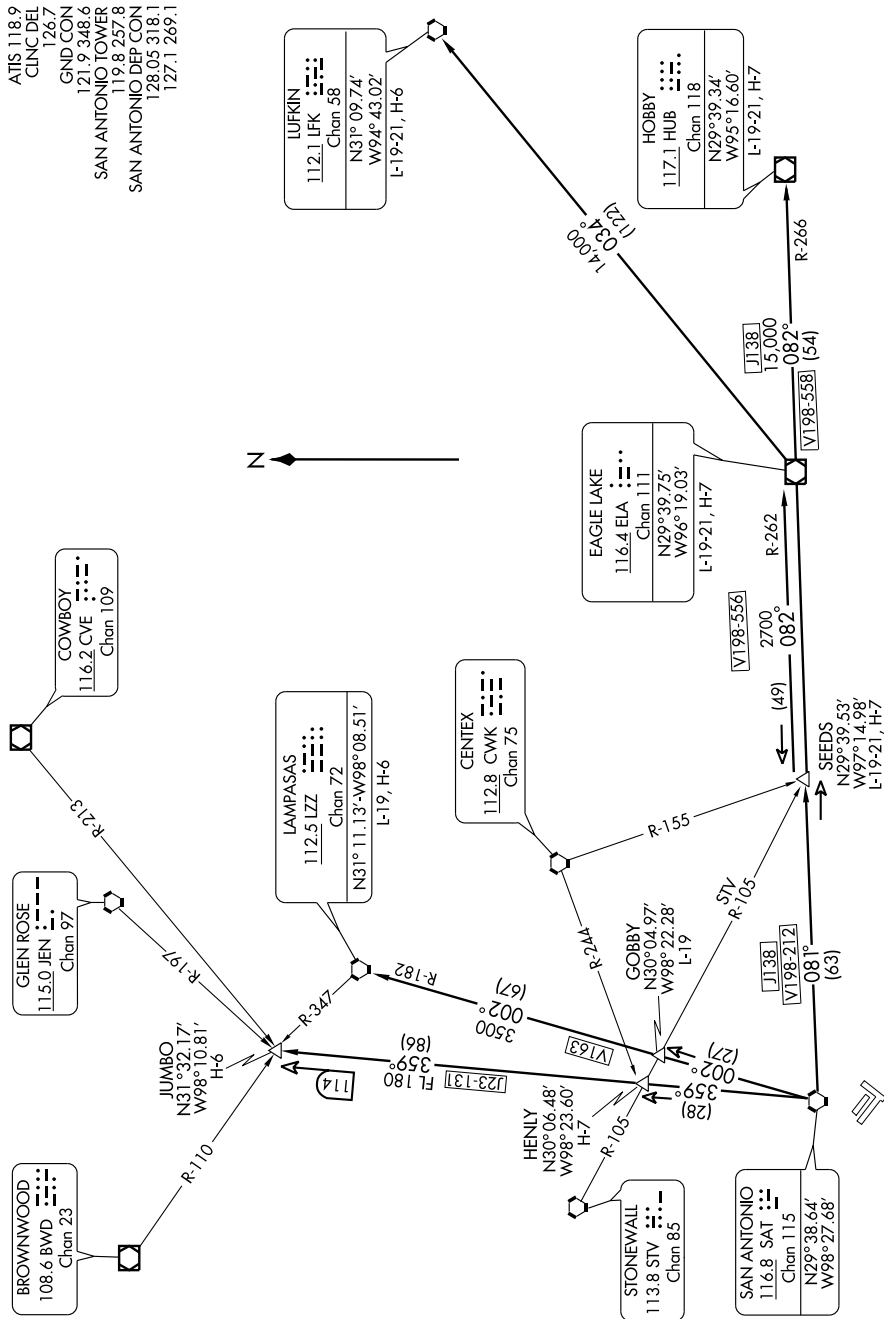 ATIS 118.9
CLNC DEL
126.7
GND CON
121.9 348.6
SAN ANTONIO TOWER
119.8 257.8
SAN ANTONIO DEP CON
128.05 318.1
127.1 269.1
LUFKIN
112.1 LFK
Chan 58
N31° 09.74'
W94° 43.02'
L-19-21, H-6
HOBBY
117.1 HUB
Chan 118
N29°39.34'
W95°16.60'
L-19-21, H-7
14,000
034°
(122)
R-266
J138
15,000
082°
(54)
V198-558
N
EAGLE LAKE
116.4 ELA
Chan 111
N29°39.75'
W96°19.03'
L-19-21, H-7
R-262
V198-556
2700
082°
(49)
COWBOY
116.2 CVE
Chan 109
R-213
GLEN ROSE
115.0 JEN
Chan 97
R-197
LAMPASAS
112.5 LZZ
Chan 72
N31° 11.13'-W98° 08.51'
L-19, H-6
CENTEX
112.8 CWK
Chan 75
R-155
R-244
SEEDS
N29°39.53'
W97°14.98'
L-19-21, H-7
STV
R-105
GOBBY
N30°04.97'
W98°22.28'
L-19
J138
V198-212
081°
(63)
JUMBO
N31°32.17'
W98°10.81'
H-6
R-347
R-182
3500
002°
(67)
V163
FL 180
359°
(86)
J23-131
114
002°
(27)
359°
(28)
HENLY
N30°06.48'
W98°23.60'
H-7
R-105
BROWNWOOD
108.6 BWD
Chan 23
R-110
STONEWALL
113.8 STV
Chan 85
SAN ANTONIO
116.8 SAT
Chan 115
N29°38.64'
W98°27.68'